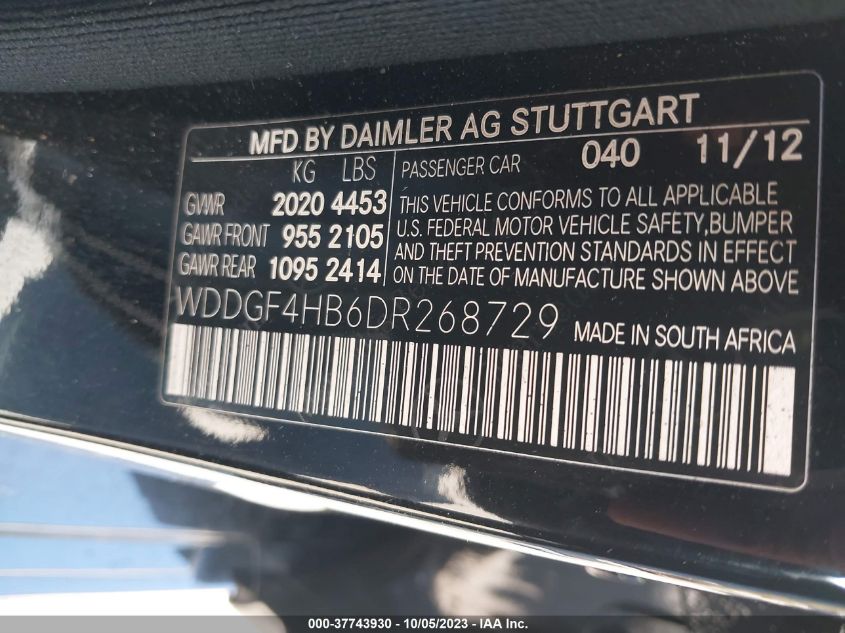 MFD BY DAIMLER AG STUTTGART
KG LBS
GVWR 2020 4453
GAWR FRONT 955 2105
GAWR REAR 1095 2414
PASSENGER CAR 040 11/12
THIS VEHICLE CONFORMS TO ALL APPLICABLE
U.S. FEDERAL MOTOR VEHICLE SAFETY,BUMPER
AND THEFT PREVENTION STANDARDS IN EFFECT
ON THE DATE OF MANUFACTURE SHOWN ABOVE
WDDGF4HB6DR268729 MADE IN SOUTH AFRICA
000-37743930 - 10/05/2023 - IAA Inc.